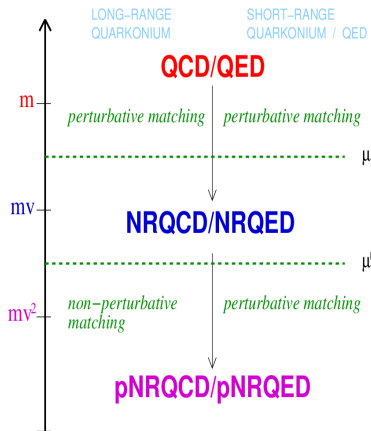 LONG-RANGE SHORT-RANGE
QUARKONIUM QUARKONIUM / QED
QCD/QED
m
perturbative matching perturbative matching
μ
mv
NRQCD/NRQED
μ'
mv²
non-perturbative perturbative matching
matching
pNRQCD/pNRQED